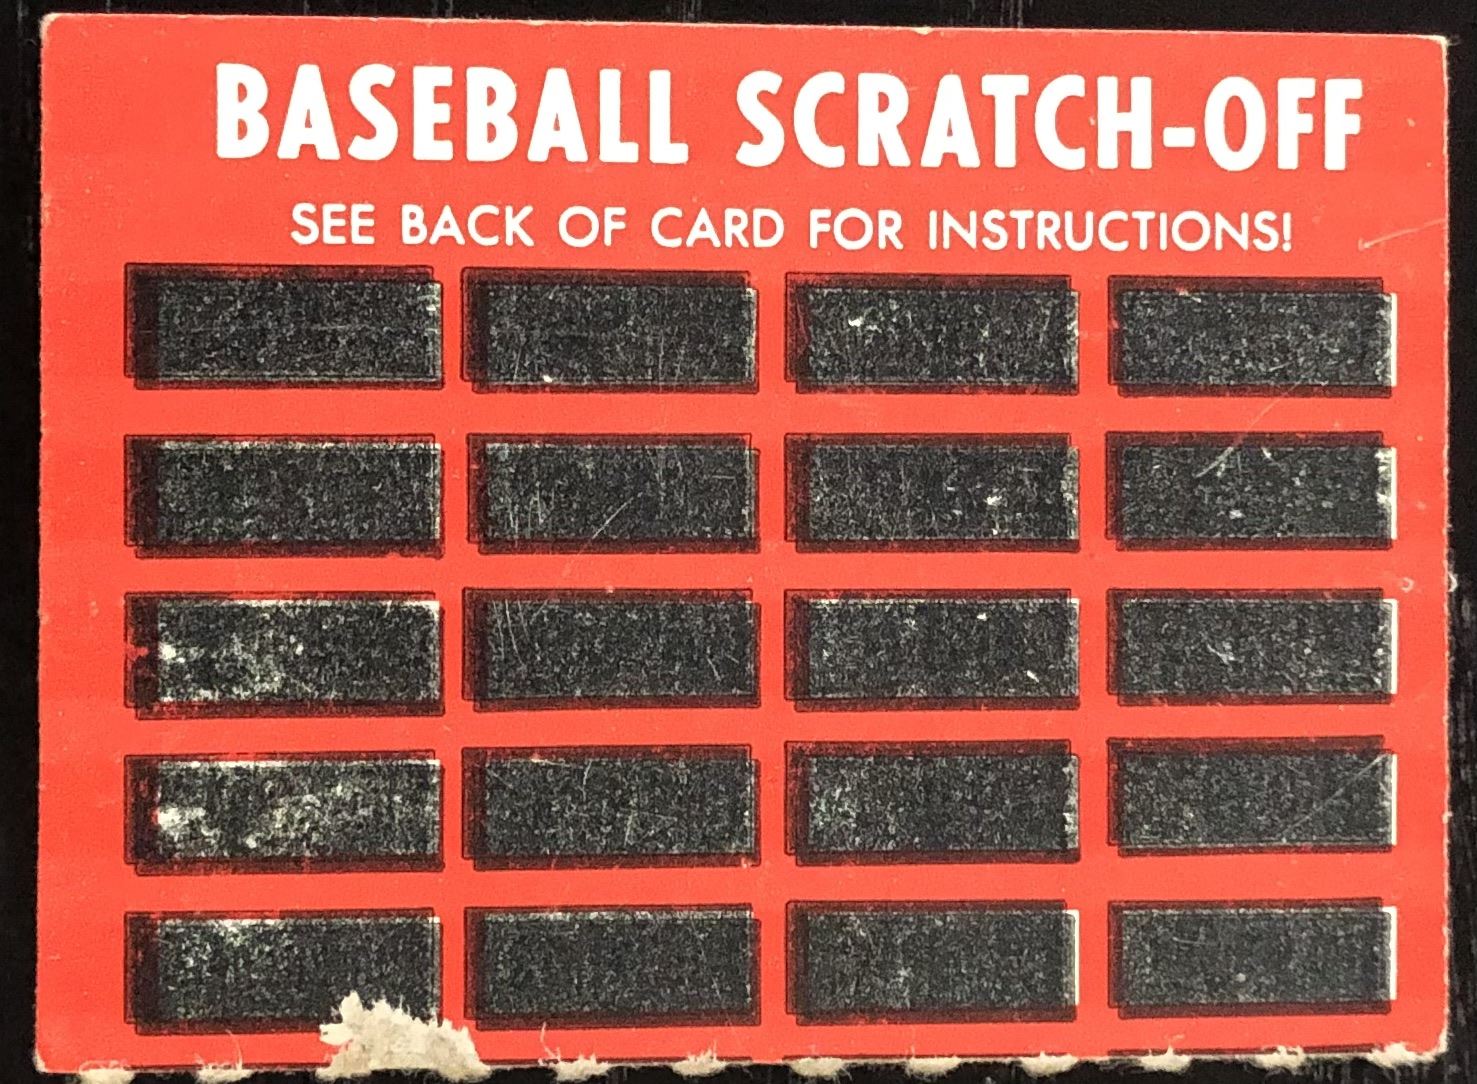 BASEBALL SCRATCH-OFF
SEE BACK OF CARD FOR INSTRUCTIONS!